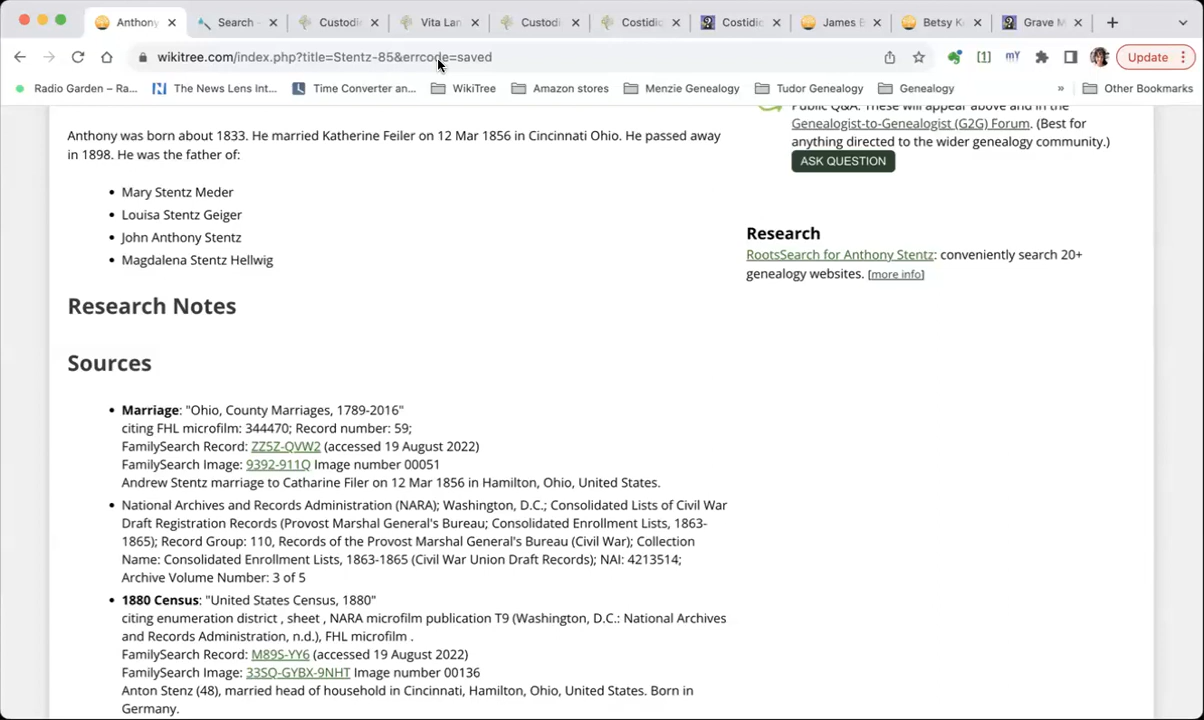 Anthony
Search -
Custodi
Vita Lan
Custodi
Costidic
Costidic
James B
Betsy K
Grave M
wikitree.com/index.php?title=Stentz-85&errcode=saved
[1]
mY
Update
Radio Garden – Ra...
The News Lens Int...
Time Converter an...
WikiTree
Amazon stores
Menzie Genealogy
Tudor Genealogy
Genealogy
»
Other Bookmarks
Public Q&A. These will appear above and in the
Genealogist-to-Genealogist (G2G) Forum. (Best for
anything directed to the wider genealogy community.)
ASK QUESTION
Anthony was born about 1833. He married Katherine Feiler on 12 Mar 1856 in Cincinnati Ohio. He passed away
in 1898. He was the father of:
Mary Stentz Meder
Louisa Stentz Geiger
John Anthony Stentz
Magdalena Stentz Hellwig
Research
RootsSearch for Anthony Stentz: conveniently search 20+
genealogy websites. [more info]
Research Notes
Sources
Marriage: "Ohio, County Marriages, 1789-2016"
citing FHL microfilm: 344470; Record number: 59;
FamilySearch Record: ZZ5Z-QVW2 (accessed 19 August 2022)
FamilySearch Image: 9392-911Q Image number 00051
Andrew Stentz marriage to Catharine Filer on 12 Mar 1856 in Hamilton, Ohio, United States.
National Archives and Records Administration (NARA); Washington, D.C.; Consolidated Lists of Civil War
Draft Registration Records (Provost Marshal General's Bureau; Consolidated Enrollment Lists, 1863-
1865); Record Group: 110, Records of the Provost Marshal General's Bureau (Civil War); Collection
Name: Consolidated Enrollment Lists, 1863-1865 (Civil War Union Draft Records); NAI: 4213514;
Archive Volume Number: 3 of 5
1880 Census: "United States Census, 1880"
citing enumeration district , sheet , NARA microfilm publication T9 (Washington, D.C.: National Archives
and Records Administration, n.d.), FHL microfilm .
FamilySearch Record: M89S-YY6 (accessed 19 August 2022)
FamilySearch Image: 33SQ-GYBX-9NHT Image number 00136
Anton Stenz (48), married head of household in Cincinnati, Hamilton, Ohio, United States. Born in
Germany.